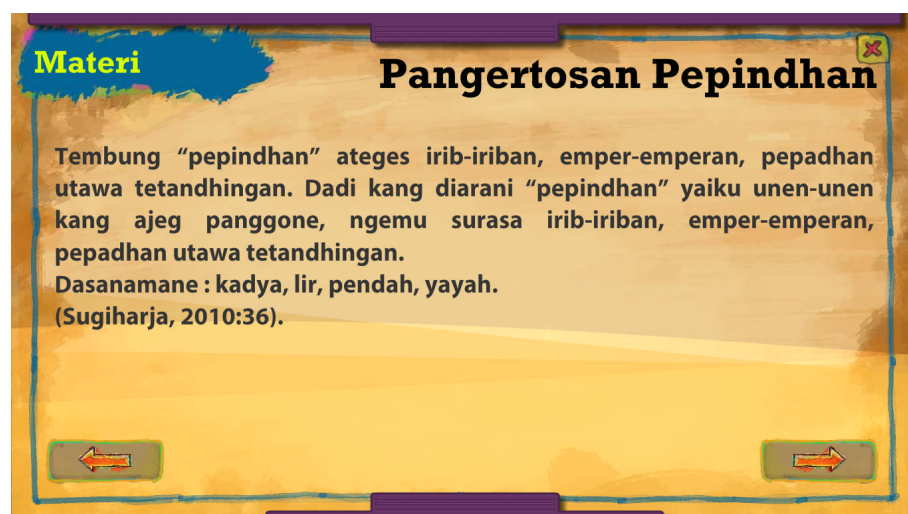 Materi
Pangertosan Pepindhan
Tembung “pepindhan” ateges irib-iriban, emper-emperan, pepadhan
utawa tetandhingan. Dadi kang diarani “pepindhan” yaiku unen-unen
kang ajeg panggone, ngemu surasa irib-iriban, emper-emperan,
pepadhan utawa tetandhingan.
Dasanamane : kadya, lir, pendah, yayah.
(Sugiharja, 2010:36).